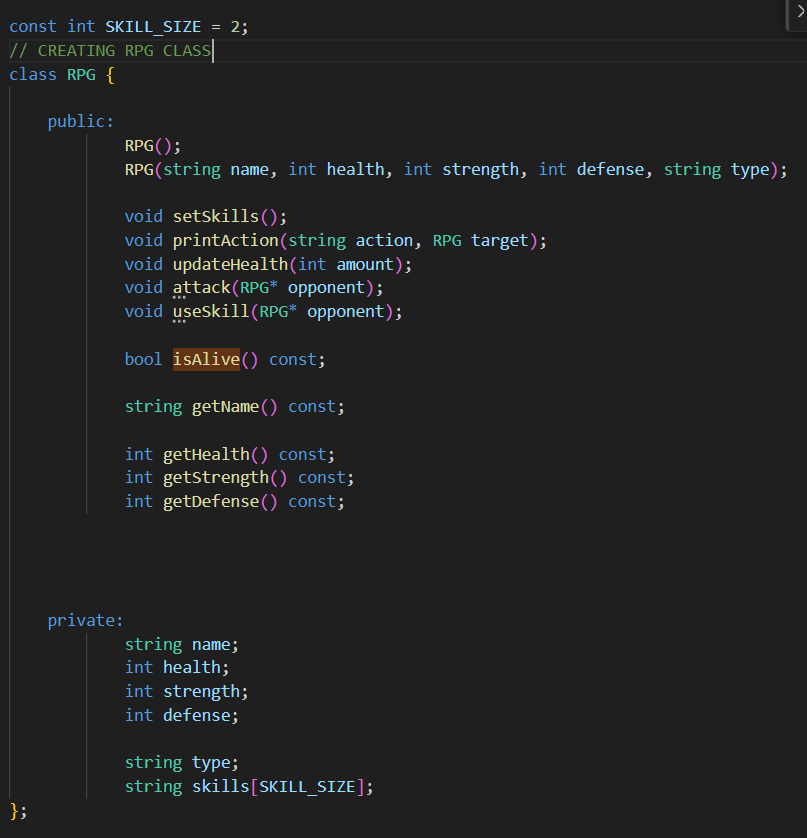 const int SKILL_SIZE = 2;
// CREATING RPG CLASS
class RPG {
public:
RPG();
RPG(string name, int health, int strength, int defense, string type);
void setSkills();
void printAction(string action, RPG target);
void updateHealth(int amount);
void attack(RPG* opponent);
void useSkill(RPG* opponent);
bool isAlive() const;
string getName() const;
int getHealth() const;
int getStrength() const;
int getDefense() const;
private:
string name;
int health;
int strength;
int defense;
string type;
string skills[SKILL_SIZE];
};